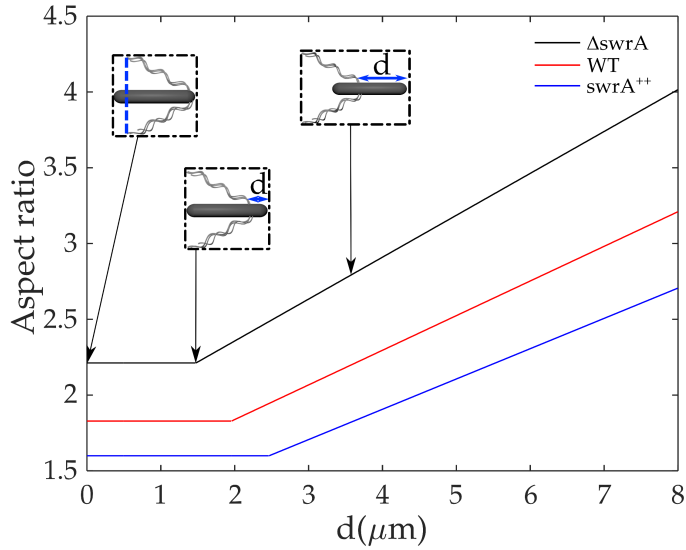 4.5
4
3.5
3
2.5
2
1.5
Aspect ratio
ΔswrA
WT
swrA⁺⁺
d
d
0 1 2 3 4 5 6 7 8
d(μm)